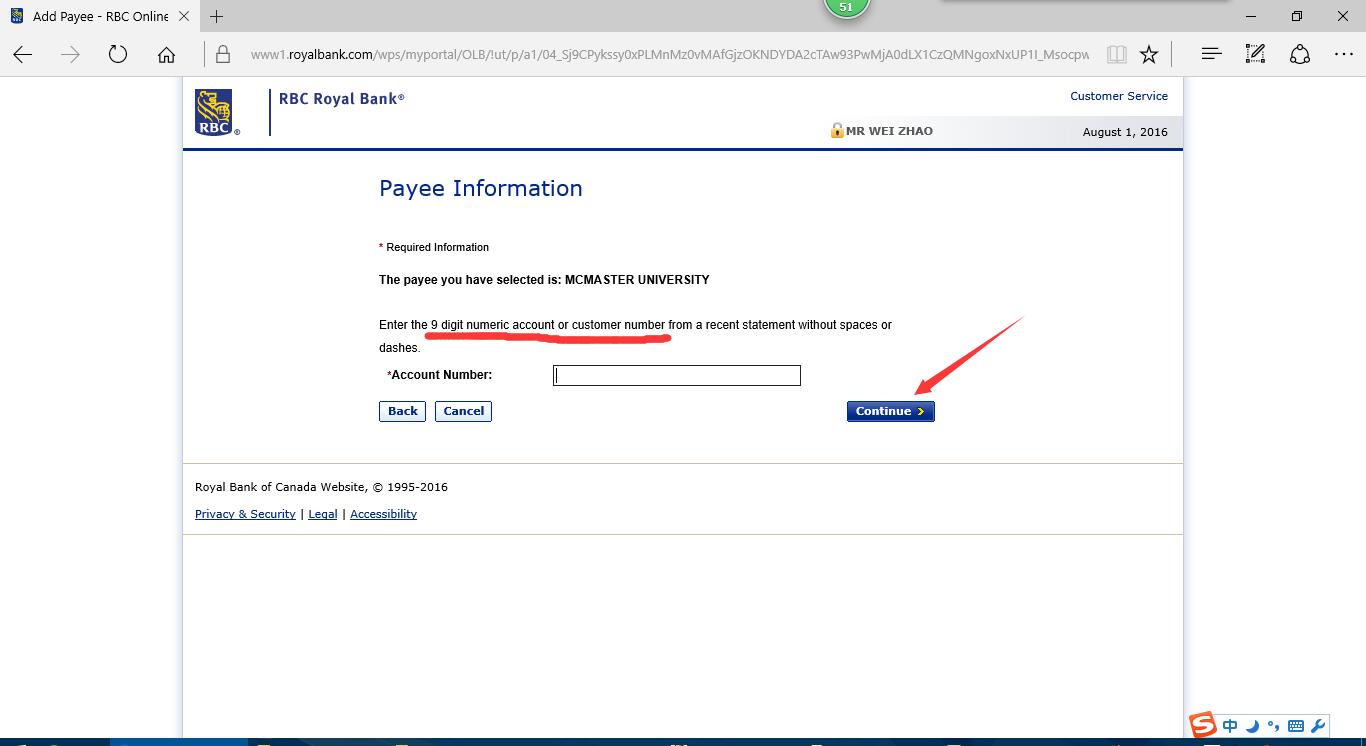 51
Add Payee - RBC Online
www1.royalbank.com/wps/myportal/OLB/!ut/p/a1/04_Sj9CPykssy0xPLMnMz0vMAfGjzOKNDYDA2cTAw93PwMjA0dLX1CzQMNgoxNxUP1I_Msocpw
RBC ®
RBC Royal Bank®
Customer Service
MR WEI ZHAO
August 1, 2016
Payee Information
* Required Information
The payee you have selected is: MCMASTER UNIVERSITY
Enter the 9 digit numeric account or customer number from a recent statement without spaces or
dashes.
*Account Number:
Back Cancel Continue >
Royal Bank of Canada Website, © 1995-2016
Privacy & Security | Legal | Accessibility
S 中